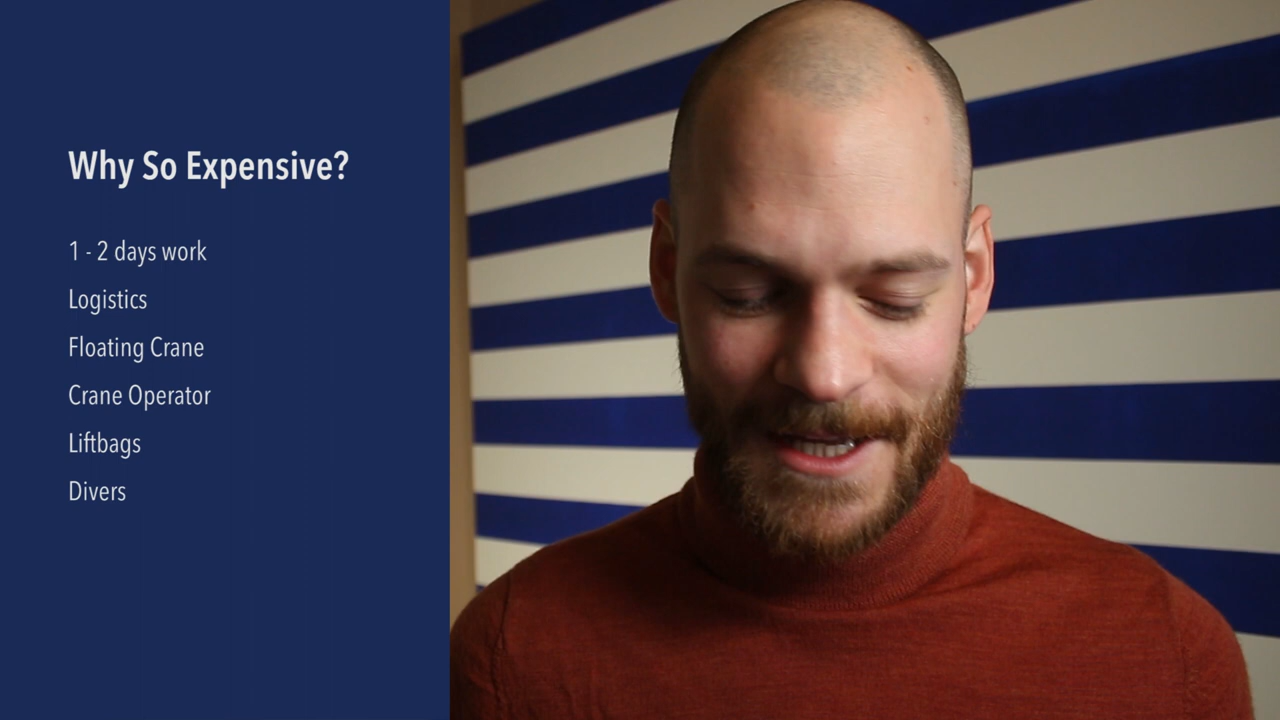 Why So Expensive?
1 - 2 days work
Logistics
Floating Crane
Crane Operator
Liftbags
Divers